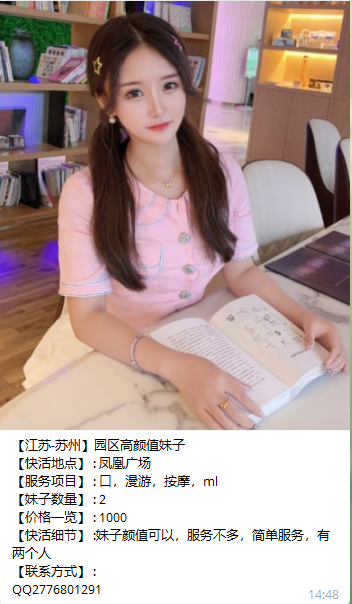 【江苏-苏州】园区高颜值妹子
【快活地点】: 凤凰广场
【服务项目】: 口，漫游，按摩，ml
【妹子数量】: 2
【价格一览】: 1000
【快活细节】:妹子颜值可以，服务不多，简单服务，有
两个人
【联系方式】:
QQ2776801291
14:48